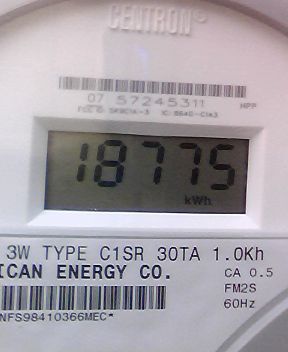 CENTRON®
07 57245311 HPP
18775
kWh
3W TYPE C1SR 30TA 1.0Kh
ICAN ENERGY CO. CA 0.5
FM2S
60Hz
NFS98410366MEC*